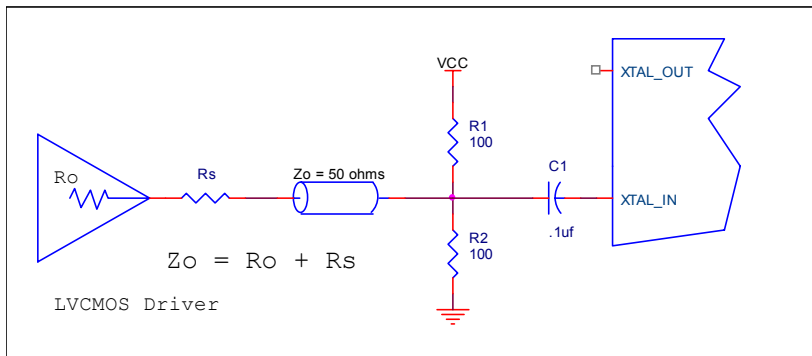 VCC
XTAL_OUT
R1
100
Ro
Rs
Zo = 50 ohms
C1
XTAL_IN
.1uf
R2
100
Zo = Ro + Rs
LVCMOS Driver